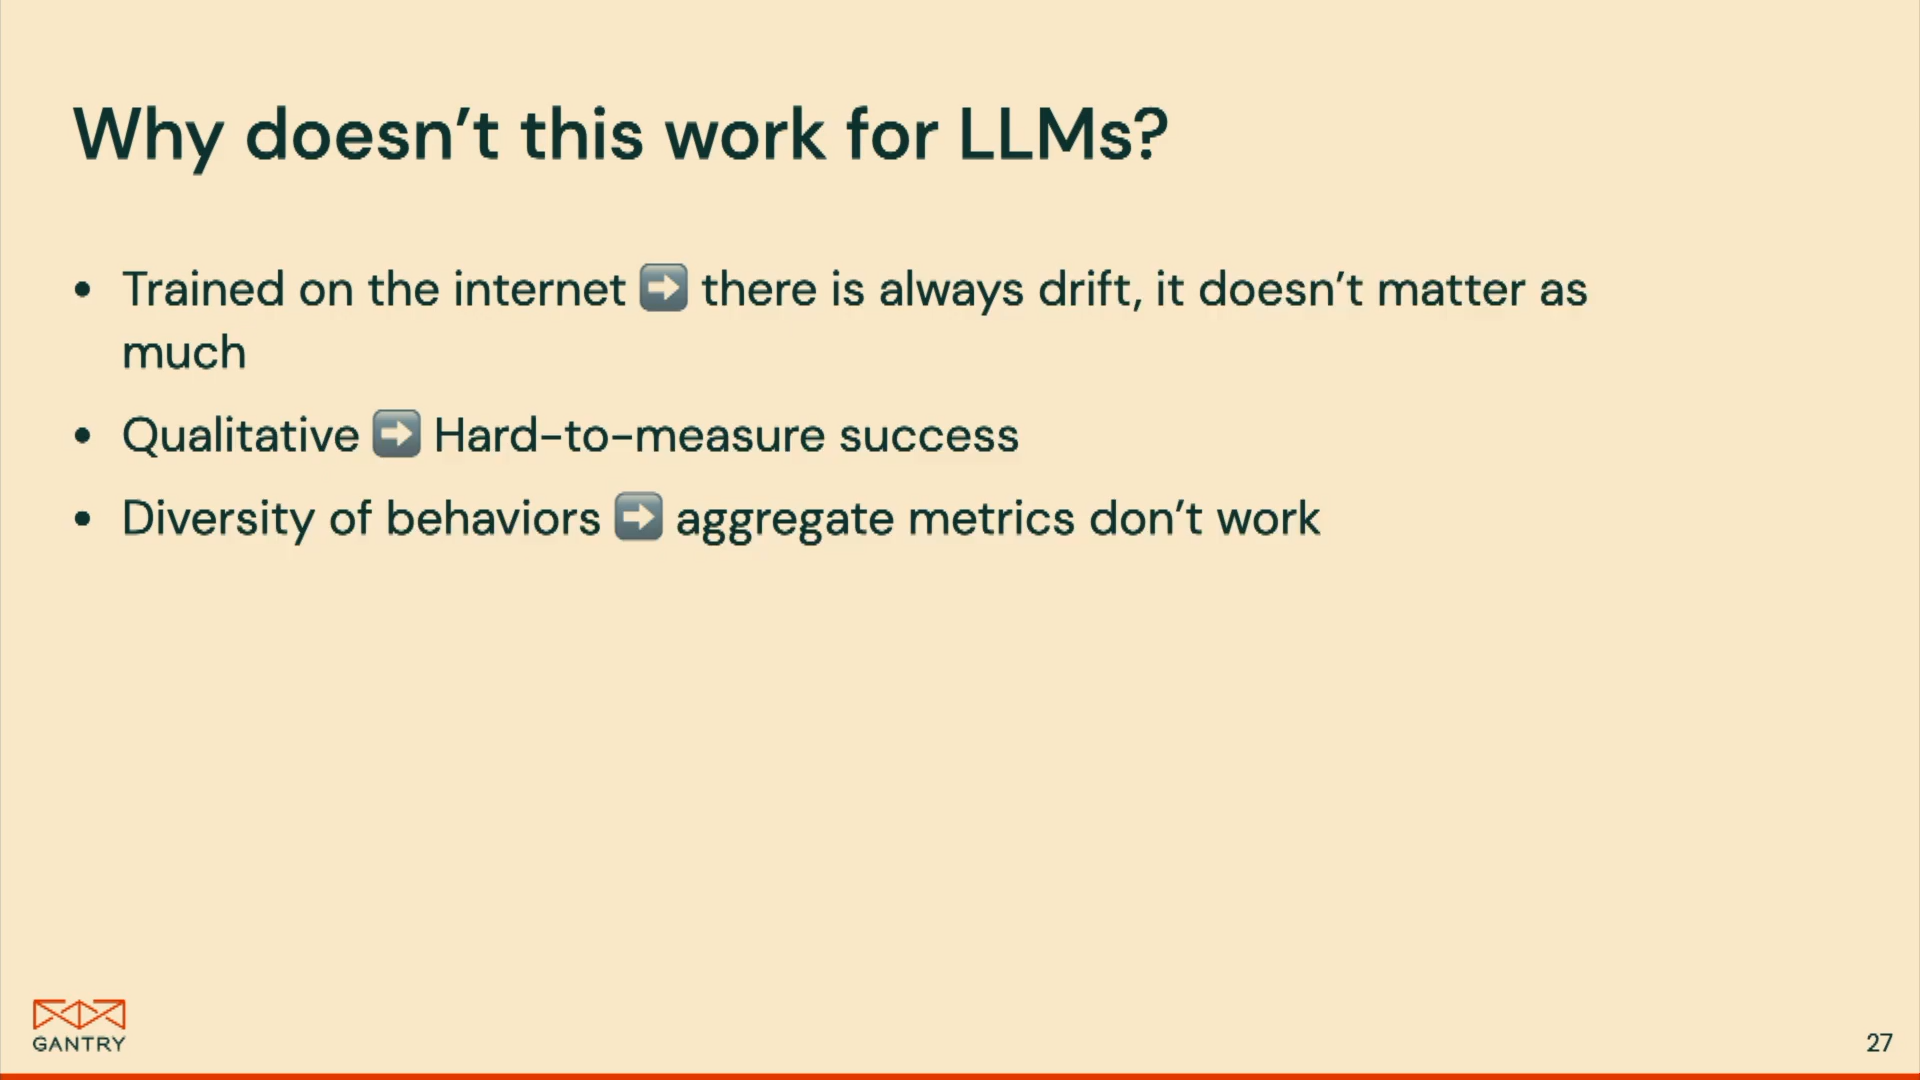 Why doesn’t this work for LLMs?
• Trained on the internet ➡️ there is always drift, it doesn’t matter as
much
• Qualitative ➡️ Hard-to-measure success
• Diversity of behaviors ➡️ aggregate metrics don’t work
GANTRY
27